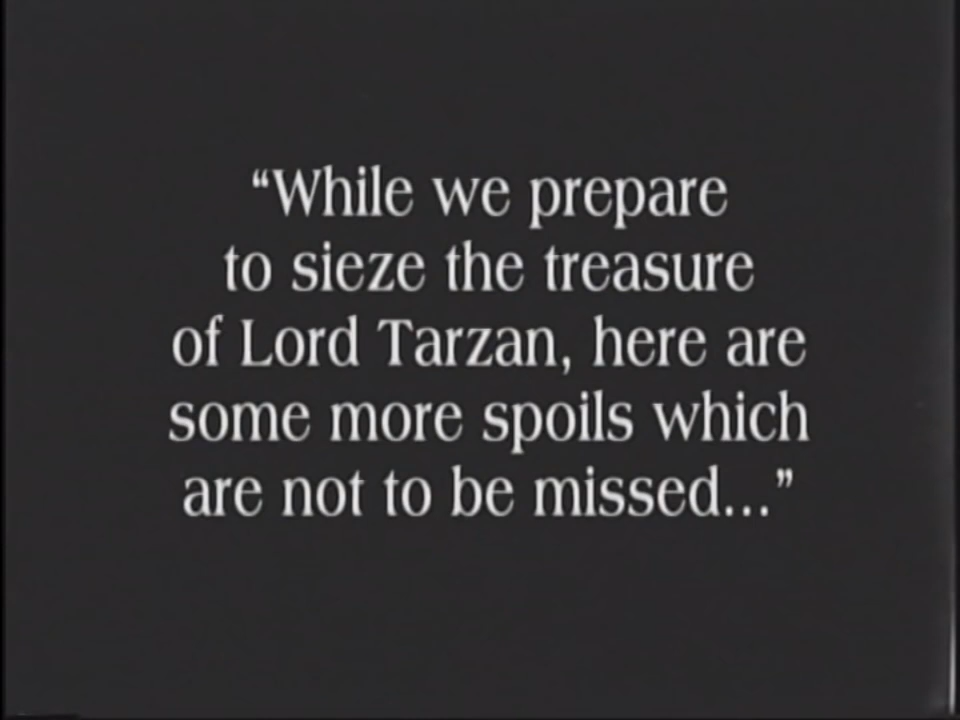 “While we prepare
to sieze the treasure
of Lord Tarzan, here are
some more spoils which
are not to be missed...”